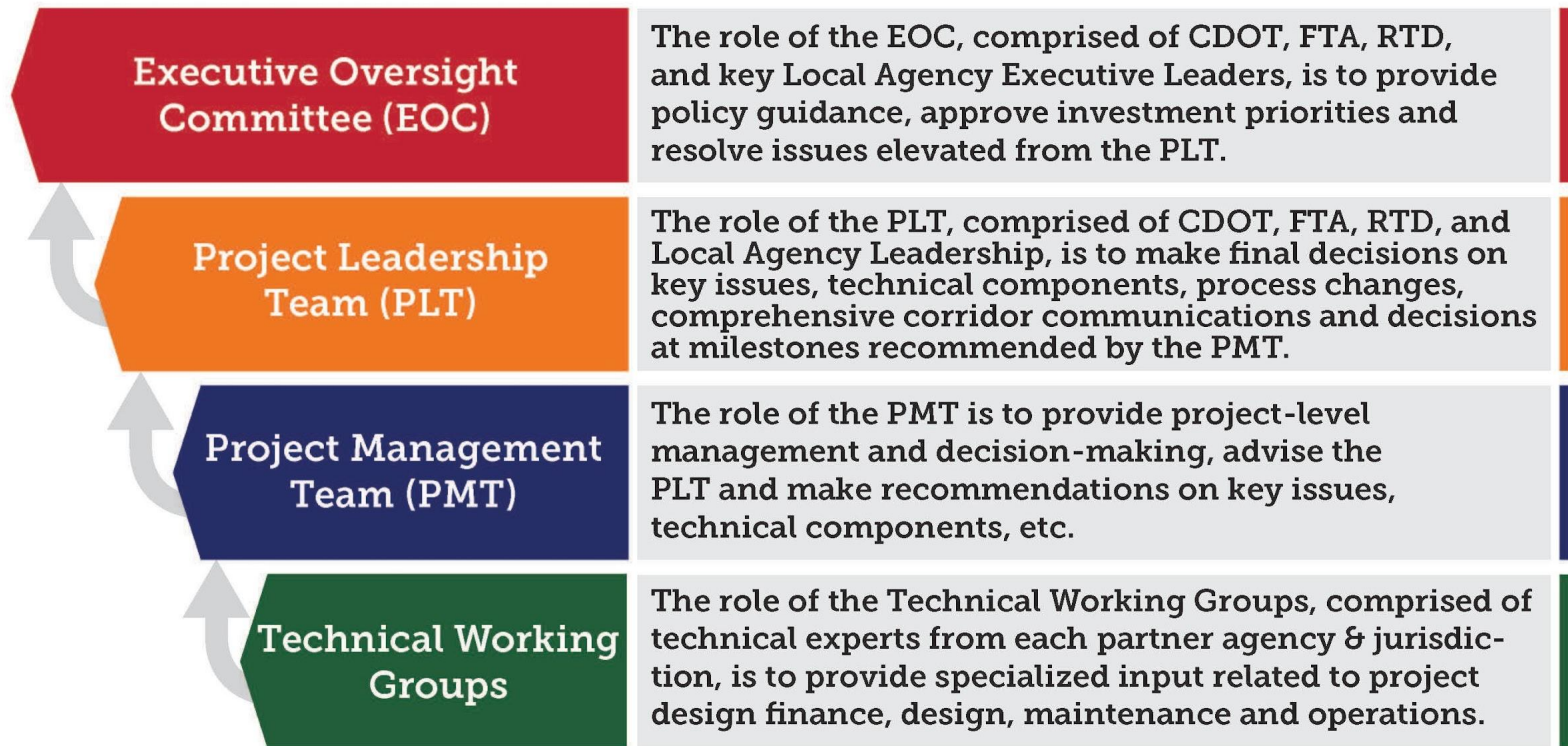 Executive Oversight
Committee (EOC)
The role of the EOC, comprised of CDOT, FTA, RTD,
and key Local Agency Executive Leaders, is to provide
policy guidance, approve investment priorities and
resolve issues elevated from the PLT.
Project Leadership
Team (PLT)
The role of the PLT, comprised of CDOT, FTA, RTD, and
Local Agency Leadership, is to make final decisions on
key issues, technical components, process changes,
comprehensive corridor communications and decisions
at milestones recommended by the PMT.
Project Management
Team (PMT)
The role of the PMT is to provide project-level
management and decision-making, advise the
PLT and make recommendations on key issues,
technical components, etc.
Technical Working
Groups
The role of the Technical Working Groups, comprised of
technical experts from each partner agency & jurisdic-
tion, is to provide specialized input related to project
design finance, design, maintenance and operations.